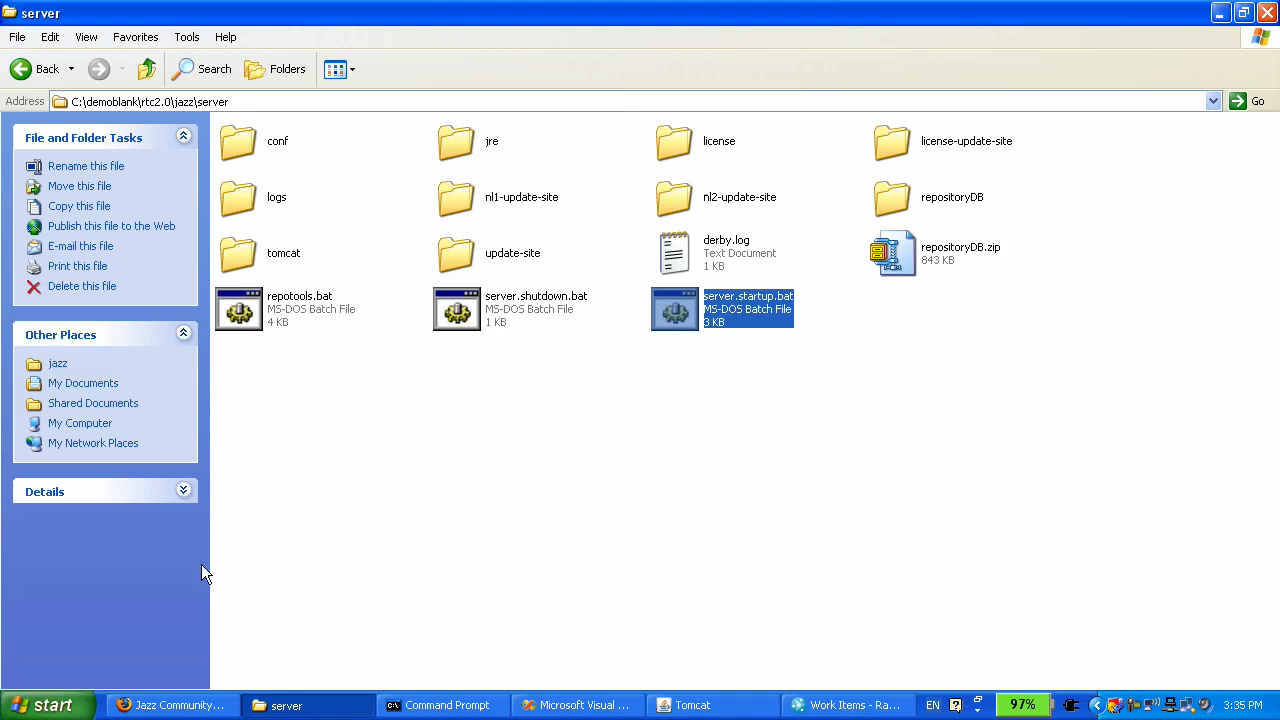 server
File Edit View Favorites Tools Help
Back Search Folders
Address C:\demoblank\rtc2.0\jazz\server Go
File and Folder Tasks
Rename this file
Move this file
Copy this file
Publish this file to the Web
E-mail this file
Print this file
Delete this file
Other Places
jazz
My Documents
Shared Documents
My Computer
My Network Places
Details
conf
jre
license
license-update-site
logs
nl1-update-site
nl2-update-site
repositoryDB
tomcat
update-site
derby.log
Text Document
1 KB
repositoryDB.zip
843 KB
repotools.bat
MS-DOS Batch File
4 KB
server.shutdown.bat
MS-DOS Batch File
1 KB
server.startup.bat
MS-DOS Batch File
3 KB
start Jazz Community... server Command Prompt Microsoft Visual ... Tomcat Work Items - Ra... EN 97% 3:35 PM